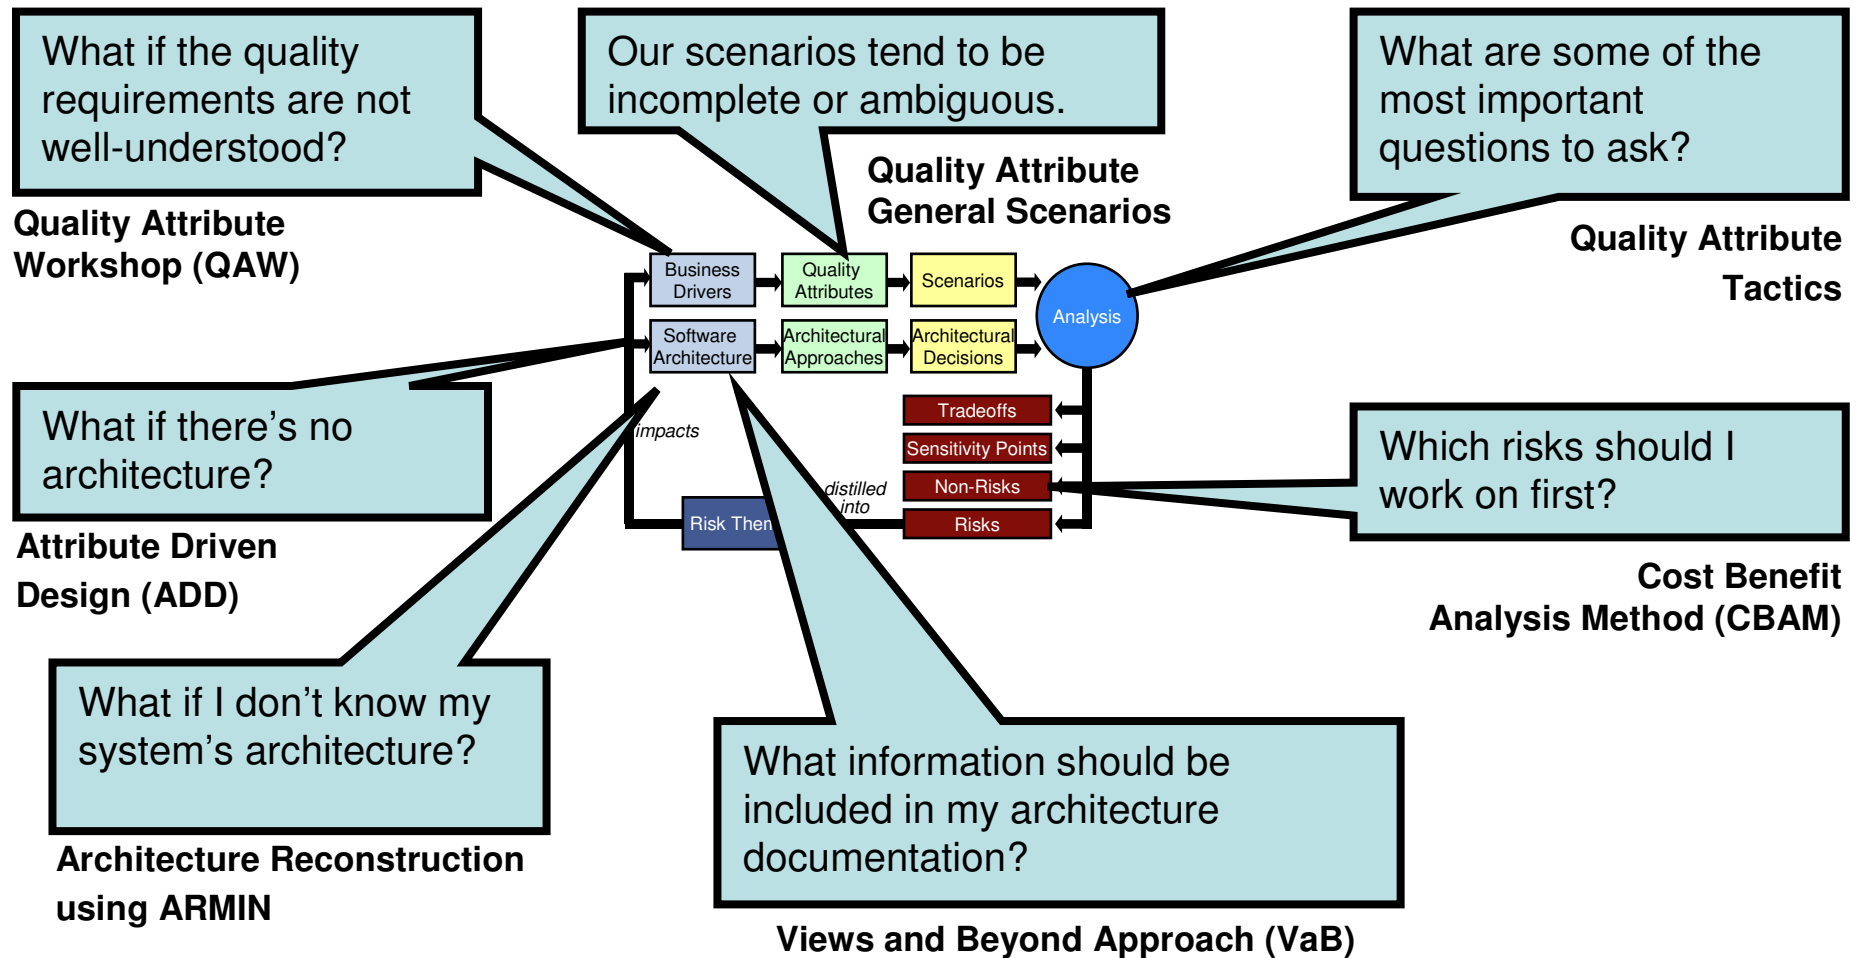 What if the quality
requirements are not
well-understood?
Quality Attribute
Workshop (QAW)
Our scenarios tend to be
incomplete or ambiguous.
Quality Attribute
General Scenarios
What are some of the
most important
questions to ask?
Quality Attribute
Tactics
Business
Drivers
Quality
Attributes
Scenarios
Analysis
Software
Architecture
Architectural
Approaches
Architectural
Decisions
What if there’s no
architecture?
Attribute Driven
Design (ADD)
impacts
Tradeoffs
Sensitivity Points
Non-Risks
Risks
distilled
into
Risk
Which risks should I
work on first?
Cost Benefit
Analysis Method (CBAM)
What if I don’t know my
system’s architecture?
Architecture Reconstruction
using ARMIN
What information should be
included in my architecture
documentation?
Views and Beyond Approach (VaB)